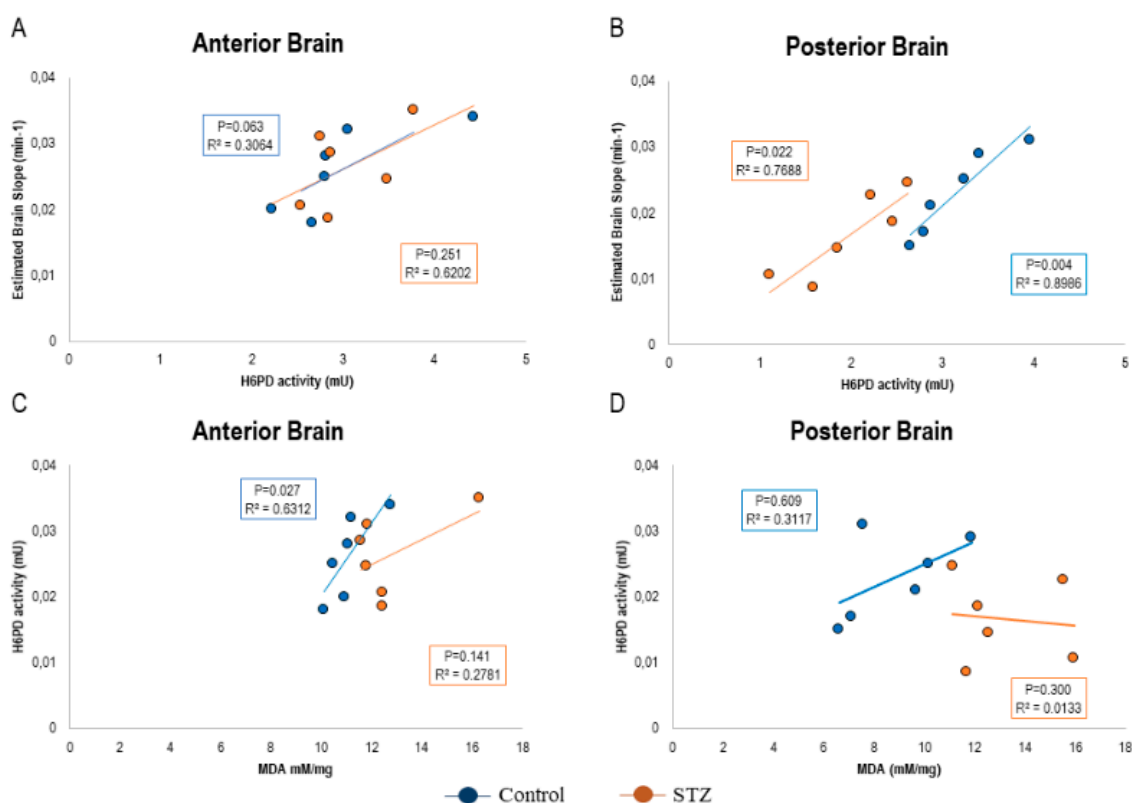 A
Anterior Brain
Estimated Brain Slope (min-1)
0,04
0,03
0,02
0,01
0
P=0.063
R² = 0.3064
P=0.251
R² = 0.6202
0 1 2 3 4 5
H6PD activity (mU)
B
Posterior Brain
Estimated Brain Slope (min-1)
0,04
0,03
0,02
0,01
0
P=0.022
R² = 0.7688
P=0.004
R² = 0.8986
0 1 2 3 4 5
H6PD activity (mU)
C
Anterior Brain
H6PD activity (mU)
0,04
0,03
0,02
0,01
0
P=0.027
R² = 0.6312
P=0.141
R² = 0.2781
0 2 4 6 8 10 12 14 16 18
MDA mM/mg
D
Posterior Brain
H6PD activity (mU)
0,04
0,03
0,02
0,01
0
P=0.609
R² = 0.3117
P=0.300
R² = 0.0133
0 2 4 6 8 10 12 14 16 18
MDA (mM/mg)
Control STZ